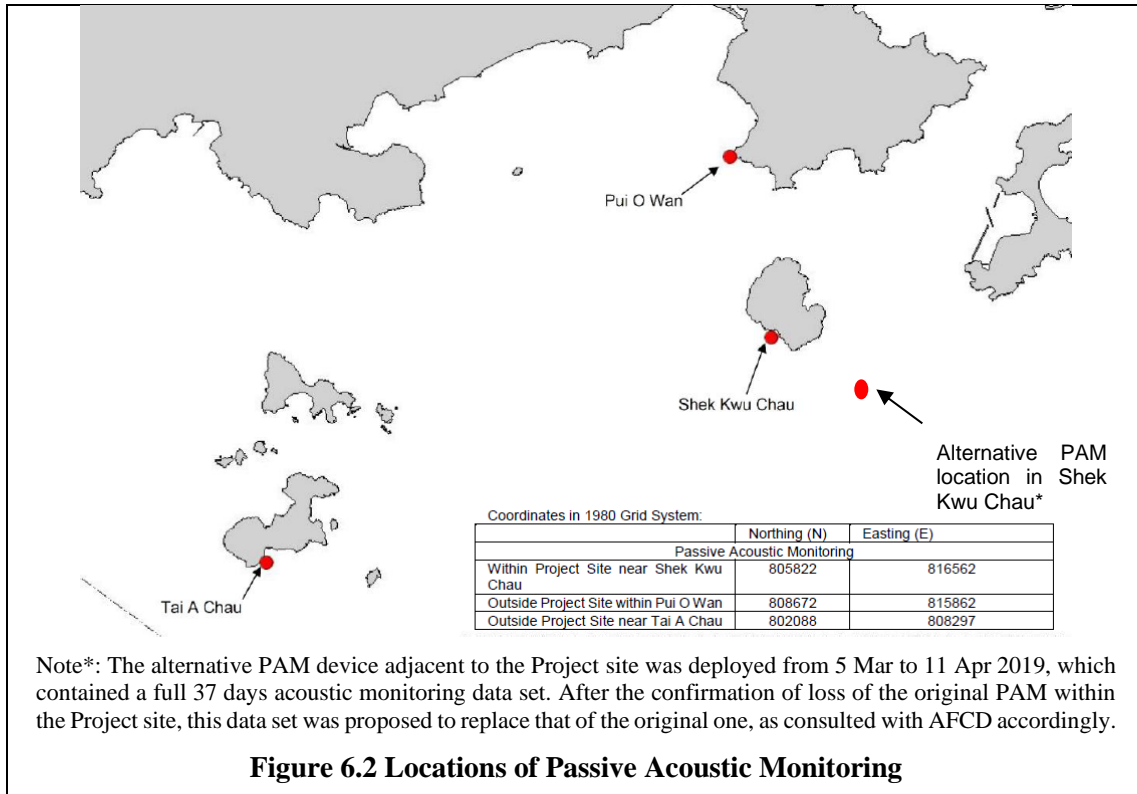 Pui O Wan
Shek Kwu Chau
Alternative PAM
location in Shek
Kwu Chau*
Tai A Chau
Coordinates in 1980 Grid System:
Northing (N) Easting (E)
Passive Acoustic Monitoring
Within Project Site near Shek Kwu
Chau 805822 816562
Outside Project Site within Pui O Wan 808672 815862
Outside Project Site near Tai A Chau 802088 808297
Note*: The alternative PAM device adjacent to the Project site was deployed from 5 Mar to 11 Apr 2019, which
contained a full 37 days acoustic monitoring data set. After the confirmation of loss of the original PAM within
the Project site, this data set was proposed to replace that of the original one, as consulted with AFCD accordingly.
Figure 6.2 Locations of Passive Acoustic Monitoring